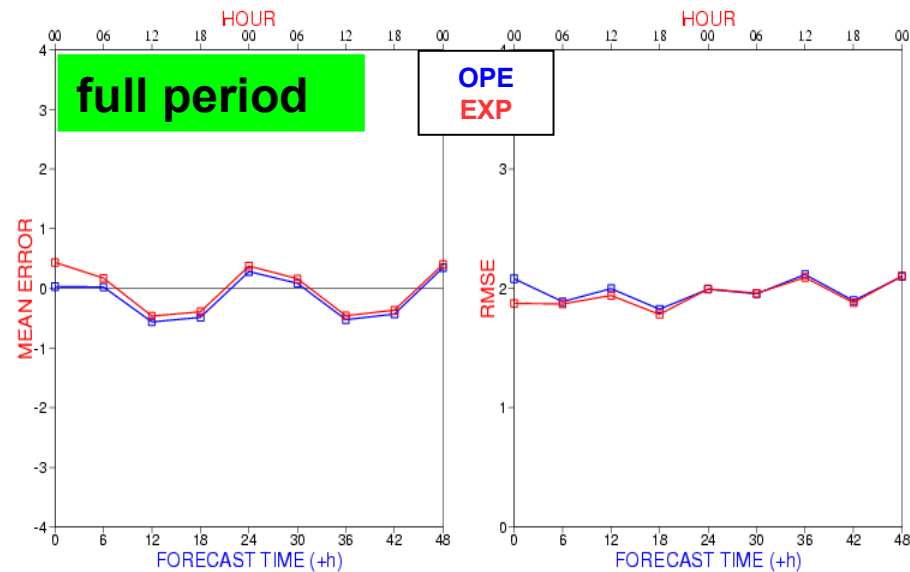 HOUR
00 06 12 18 00 06 12 18 00
HOUR
00 06 12 18 00 06 12 18 00
full period
OPE
EXP
MEAN ERROR
4
3
2
1
0
-1
-2
-3
-4
0 6 12 18 24 30 36 42 48
FORECAST TIME (+h)
RMSE
4
3
2
1
0
0 6 12 18 24 30 36 42 48
FORECAST TIME (+h)